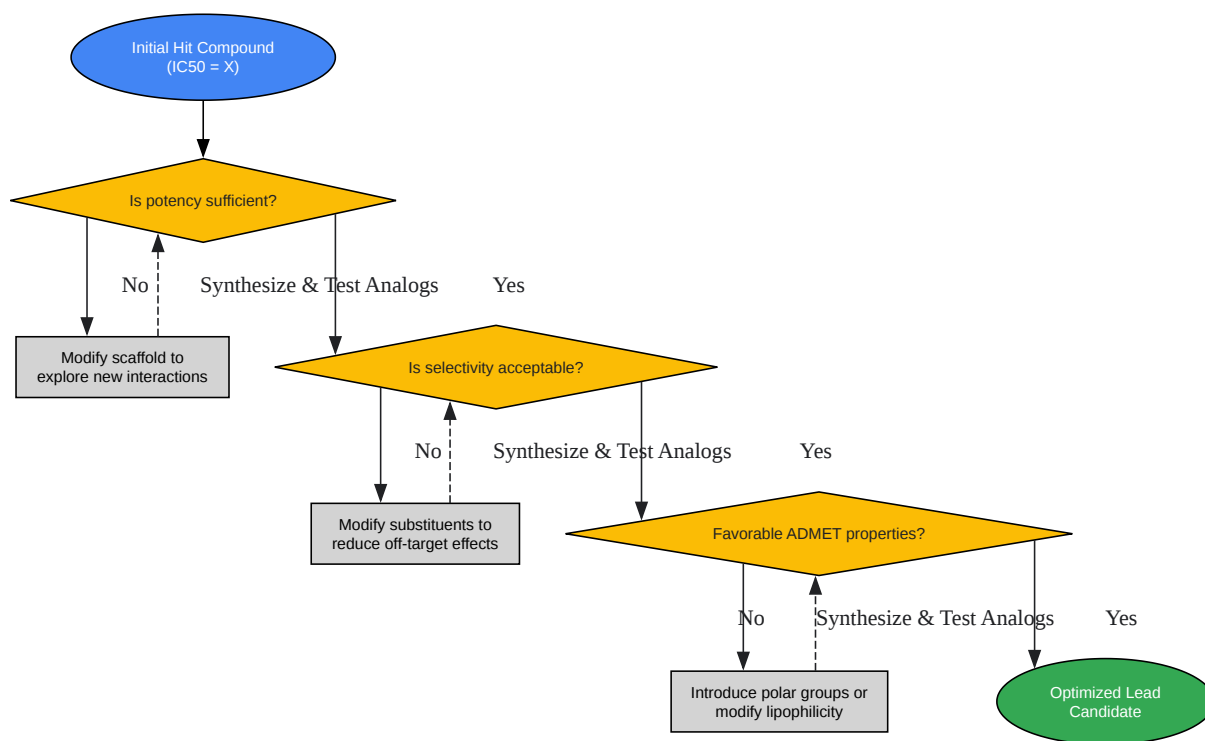 Initial Hit Compound
(IC50 = X)
Is potency sufficient?
No
Synthesize & Test Analogs
Yes
Modify scaffold to
explore new interactions
Is selectivity acceptable?
No
Synthesize & Test Analogs
Yes
Modify substituents to
reduce off-target effects
Favorable ADMET properties?
No
Synthesize & Test Analogs
Yes
Introduce polar groups or
modify lipophilicity
Optimized Lead
Candidate